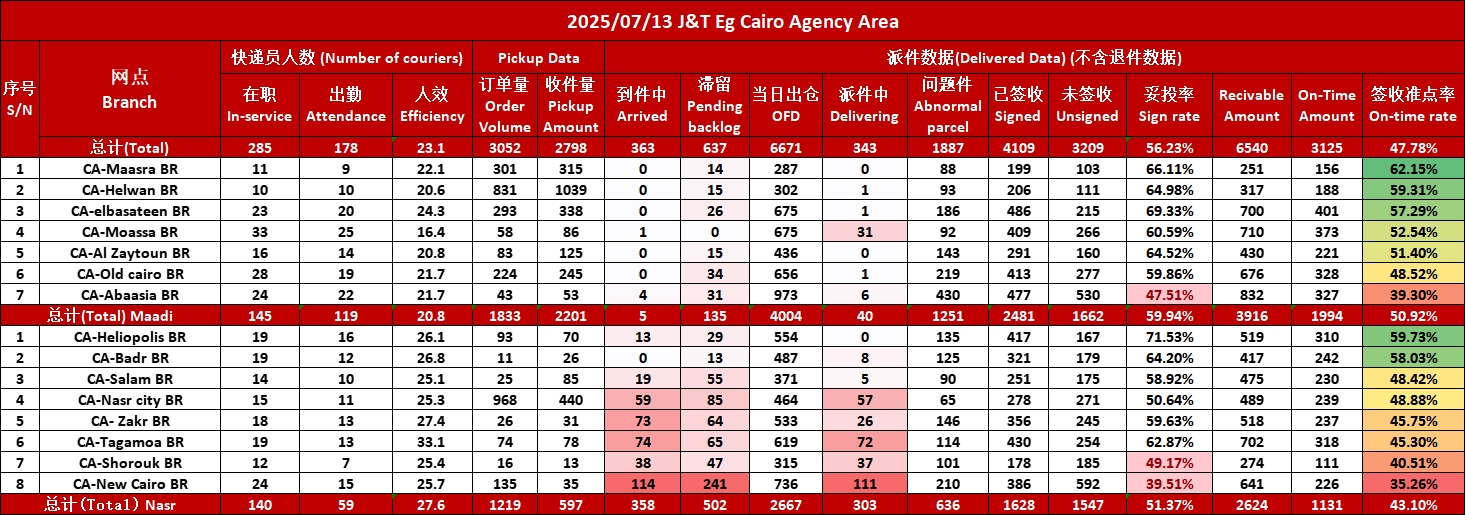 2025/07/13 J&T Eg Cairo Agency Area
序号 S/N 网点 Branch 快递员人数 (Number of couriers) Pickup Data 派件数据(Delivered Data) (不含退件数据)
在职 In-service 出勤 Attendance 人效 Efficiency 订单量 Order Volume 收件量 Pickup Amount 到件中 Arrived 滞留 Pending backlog 当日出仓 OFD 派件中 Delivering 问题件 Abnormal parcel 已签收 Signed 未签收 Unsigned 妥投率 Sign rate Recivable Amount On-Time Amount 签收准点率 On-time rate
总计(Total) 285 178 23.1 3052 2798 363 637 6671 343 1887 4109 3209 56.23% 6540 3125 47.78%
1 CA-Maasra BR 11 9 22.1 301 315 0 14 287 0 88 199 103 66.11% 251 156 62.15%
2 CA-Helwan BR 10 10 20.6 831 1039 0 15 302 1 93 206 111 64.98% 317 188 59.31%
3 CA-elbasateen BR 23 20 24.3 293 338 0 26 675 1 186 486 215 69.33% 700 401 57.29%
4 CA-Moassa BR 33 25 16.4 58 86 1 0 675 31 92 409 266 60.59% 710 373 52.54%
5 CA-Al Zaytoun BR 16 14 20.8 83 125 0 15 436 0 143 291 160 64.52% 430 221 51.40%
6 CA-Old cairo BR 28 19 21.7 224 245 0 34 656 1 219 413 277 59.86% 676 328 48.52%
7 CA-Abaasia BR 24 22 21.7 43 53 4 31 973 6 430 477 530 47.51% 832 327 39.30%
总计(Total) Maadi 145 119 20.8 1833 2201 5 135 4004 40 1251 2481 1662 59.94% 3916 1994 50.92%
1 CA-Heliopolis BR 19 16 26.1 93 70 13 29 554 0 135 417 167 71.53% 519 310 59.73%
2 CA-Badr BR 19 12 26.8 11 26 0 13 487 8 125 321 179 64.20% 417 242 58.03%
3 CA-Salam BR 14 10 25.1 25 85 19 55 371 5 90 251 175 58.92% 475 230 48.42%
4 CA-Nasr city BR 15 11 25.3 968 440 59 85 464 57 65 278 271 50.64% 489 239 48.88%
5 CA- Zakr BR 18 13 27.4 26 31 73 64 533 26 146 356 245 59.63% 518 237 45.75%
6 CA-Tagamoa BR 19 13 33.1 74 78 74 65 619 72 114 430 254 62.87% 702 318 45.30%
7 CA-Shorouk BR 12 7 25.4 16 13 38 47 315 37 101 178 185 49.17% 274 111 40.51%
8 CA-New Cairo BR 24 15 25.7 135 35 114 241 736 111 210 386 592 39.51% 641 226 35.26%
总计(Total) Nasr 140 59 27.6 1219 597 358 502 2667 303 636 1628 1547 51.37% 2624 1131 43.10%